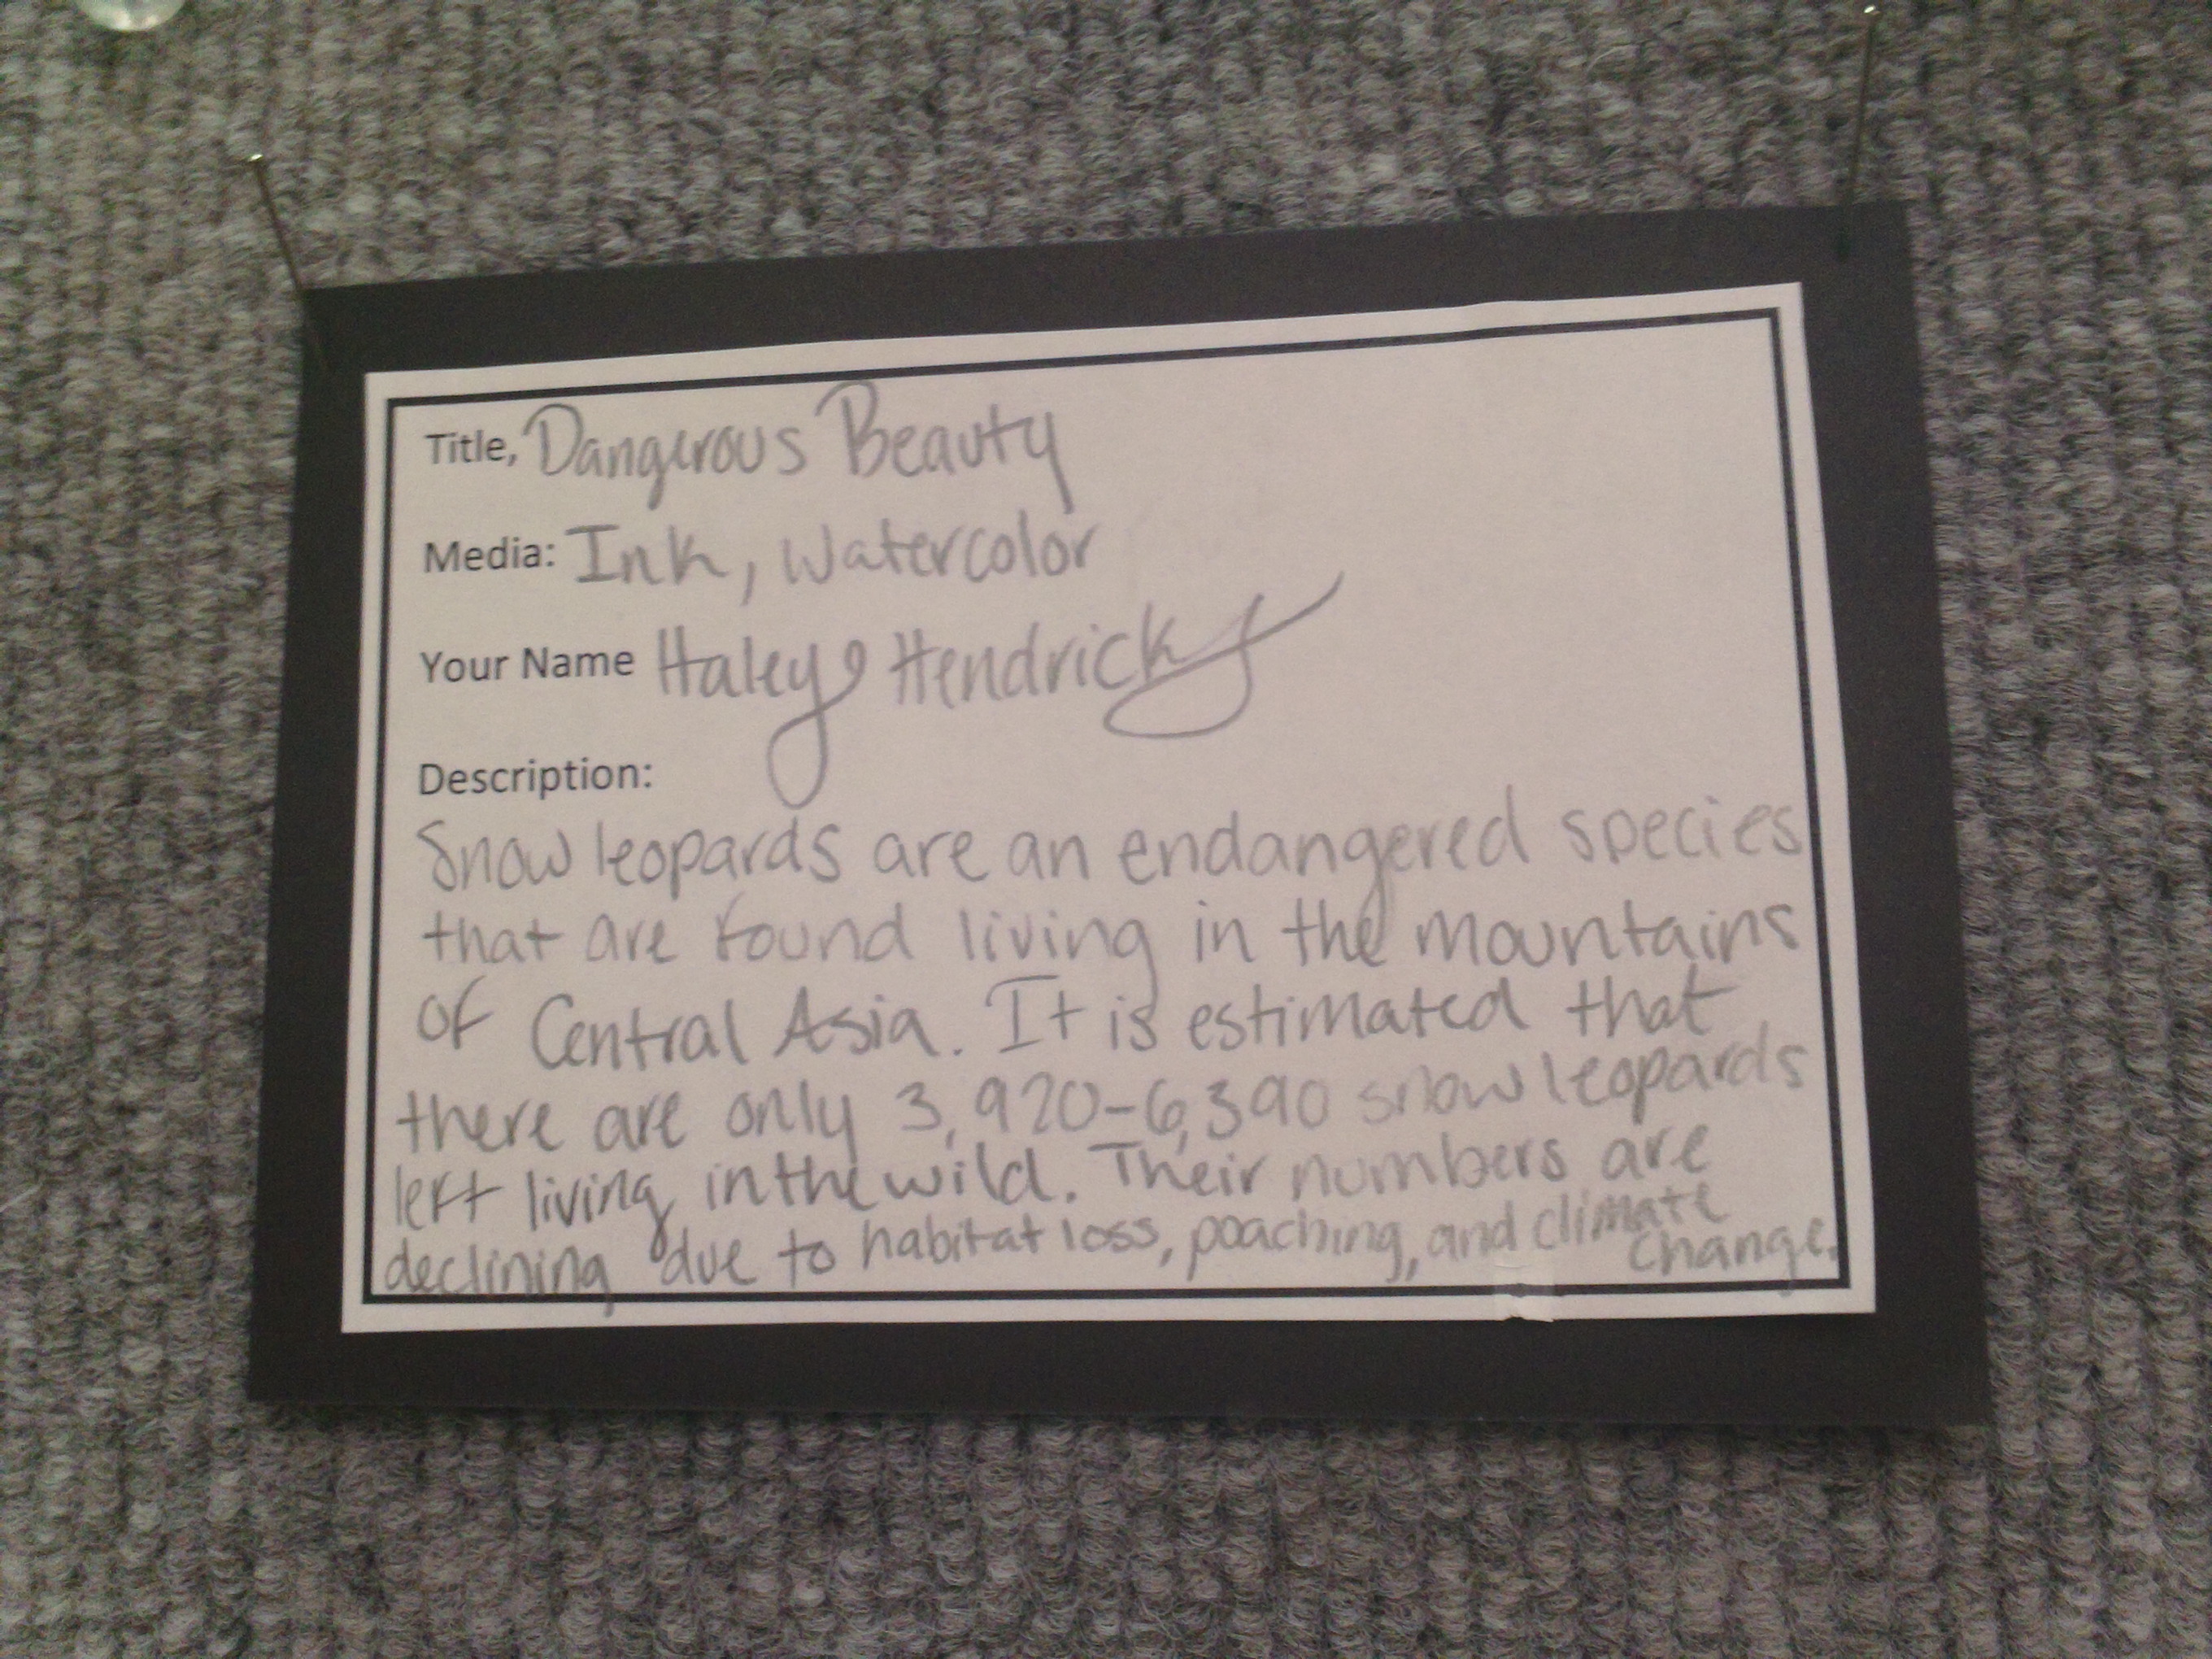 Title, Dangerous Beauty
Media: Ink, Watercolor
Your Name Haley Hendricks
Description:
Snow leopards are an endangered species
that are found living in the mountains
of Central Asia. It is estimated that
there are only 3,920-6,390 snow leopards
left living in the wild. Their numbers are
declining due to habitat loss, poaching, and climate
change.